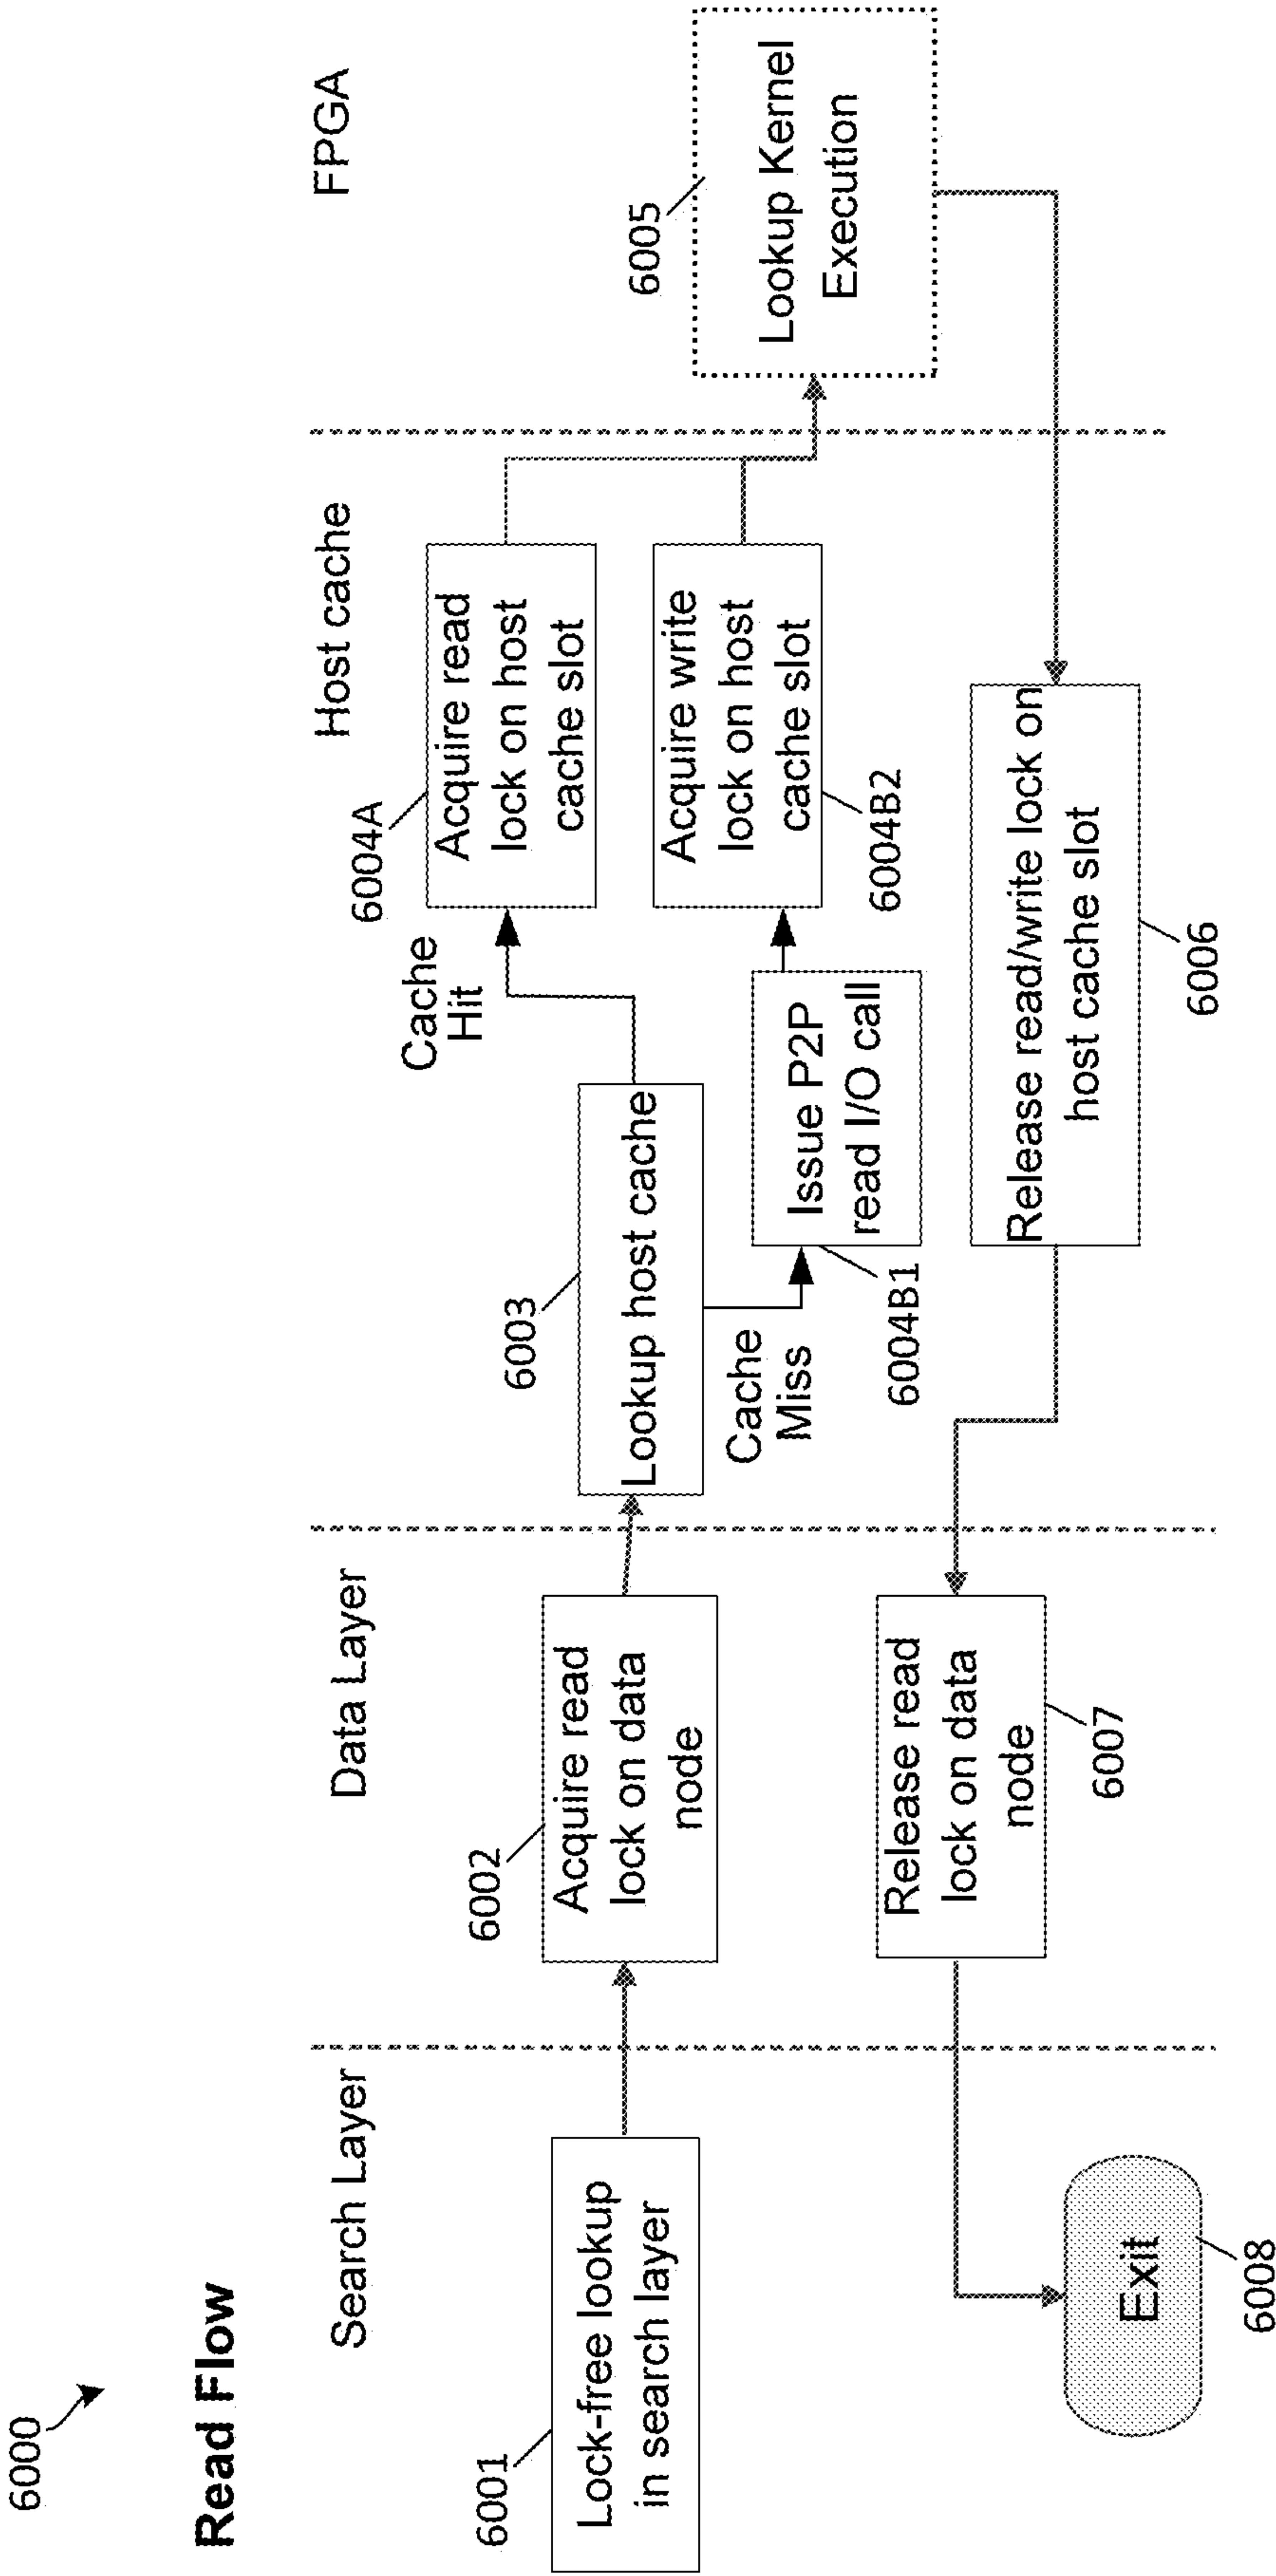 6000
Read Flow
Search Layer
Data Layer
Host cache
FPGA
6001
Lock-free lookup
in search layer
6002
Acquire read
lock on data
node
6003
Lookup host cache
Cache
Hit
6004A
Acquire read
lock on host
cache slot
Cache
Miss
6004B1
Issue P2P
read I/O call
6004B2
Acquire write
lock on host
cache slot
6005
Lookup Kernel
Execution
Release read/write lock on
host cache slot
6006
Release read
lock on data
node
6007
Exit
6008